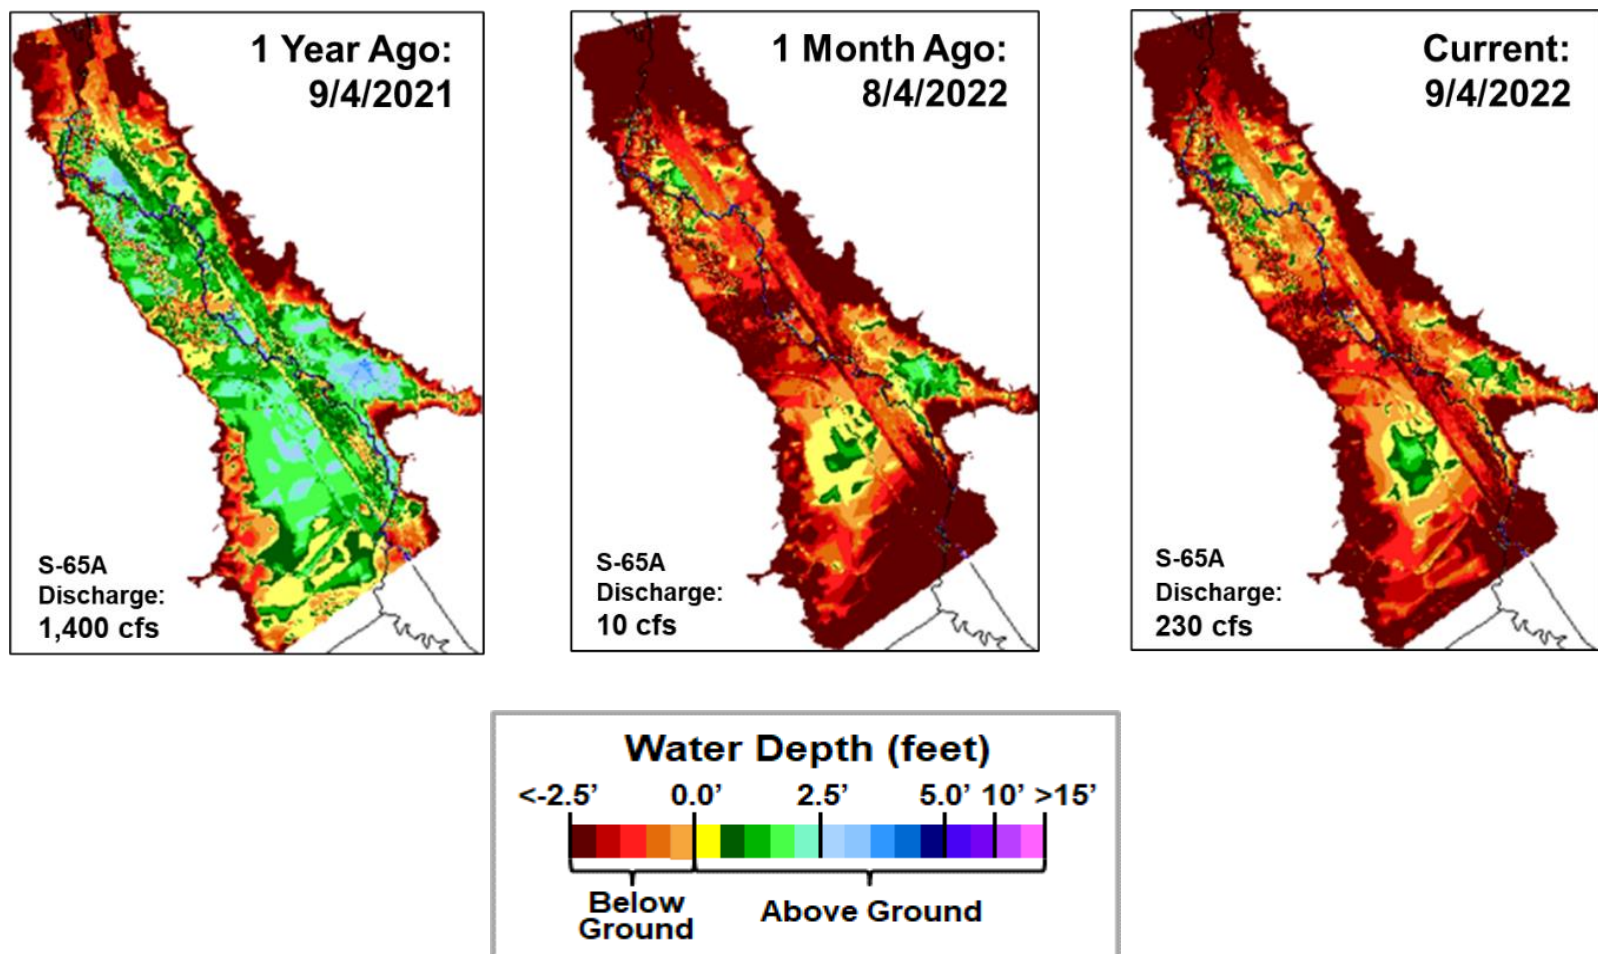 1 Year Ago:
9/4/2021
S-65A
Discharge:
1,400 cfs
1 Month Ago:
8/4/2022
S-65A
Discharge:
10 cfs
Current:
9/4/2022
S-65A
Discharge:
230 cfs
Water Depth (feet)
<-2.5’ 0.0’ 2.5’ 5.0’ 10’ >15’
Below
Ground
Above Ground